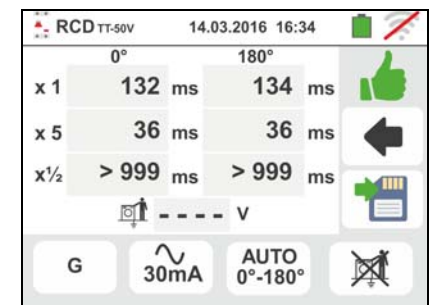 RCD TT-50V 14.03.2016 16:34
0° 180°
x 1 132 ms 134 ms
x 5 36 ms 36 ms
x½ > 999 ms > 999 ms
- - - - V
G 30mA AUTO
0°-180°